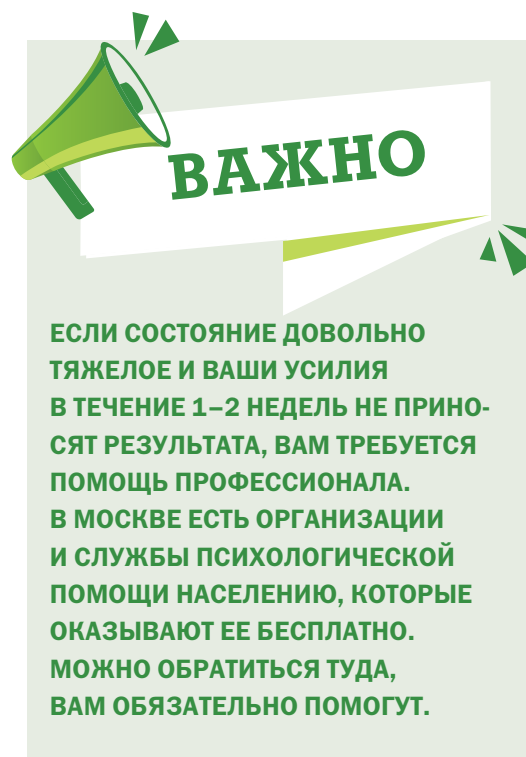 ВАЖНО
ЕСЛИ СОСТОЯНИЕ ДОВОЛЬНО
ТЯЖЕЛОЕ И ВАШИ УСИЛИЯ
В ТЕЧЕНИЕ 1–2 НЕДЕЛЬ НЕ ПРИНО-
СЯТ РЕЗУЛЬТАТА, ВАМ ТРЕБУЕТСЯ
ПОМОЩЬ ПРОФЕССИОНАЛА.
В МОСКВЕ ЕСТЬ ОРГАНИЗАЦИИ
И СЛУЖБЫ ПСИХОЛОГИЧЕСКОЙ
ПОМОЩИ НАСЕЛЕНИЮ, КОТОРЫЕ
ОКАЗЫВАЮТ ЕЕ БЕСПЛАТНО.
МОЖНО ОБРАТИТЬСЯ ТУДА,
ВАМ ОБЯЗАТЕЛЬНО ПОМОГУТ.